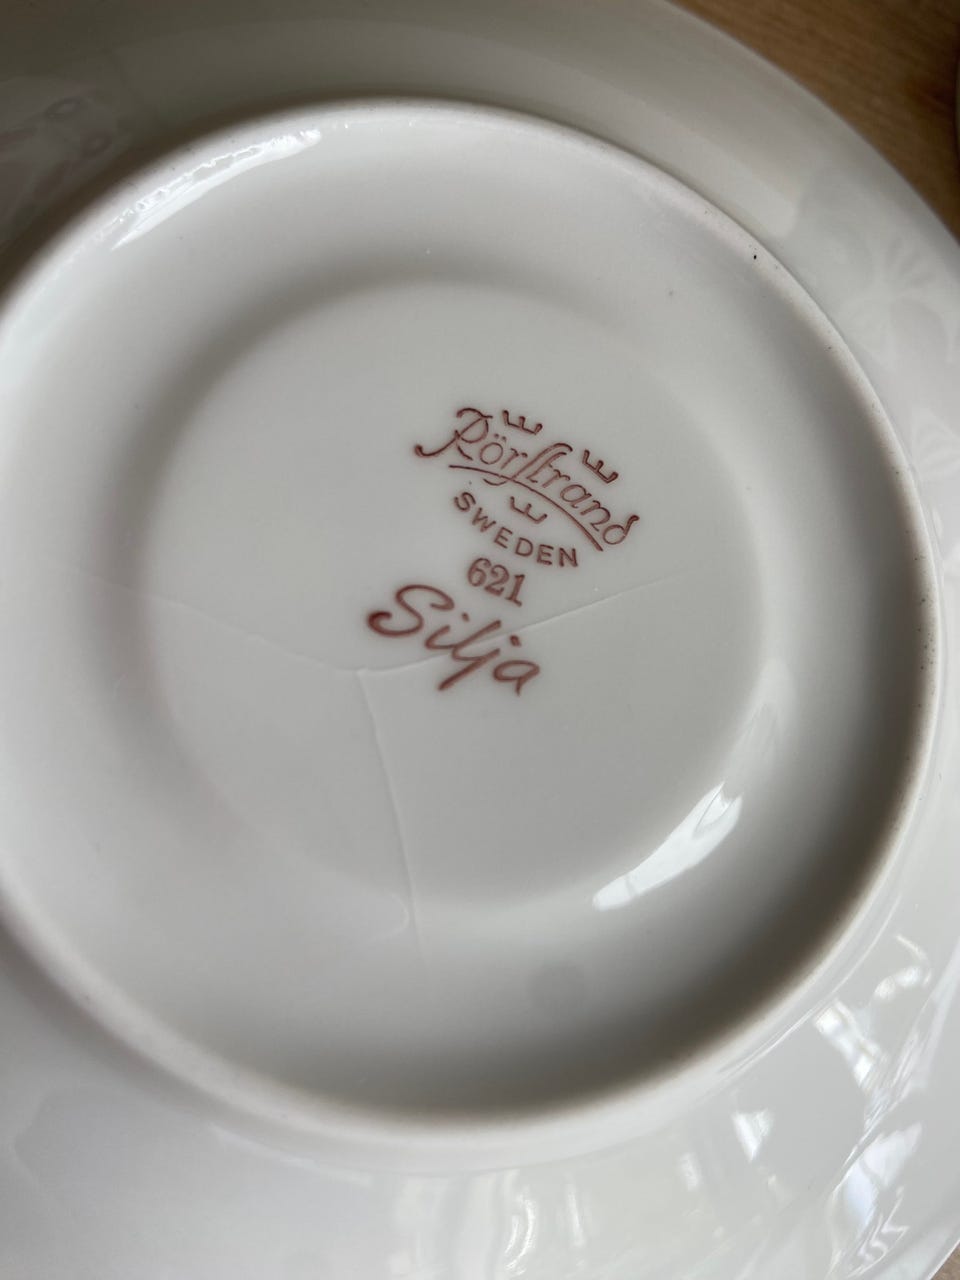 Rörstrand
SWEDEN
621
Silja